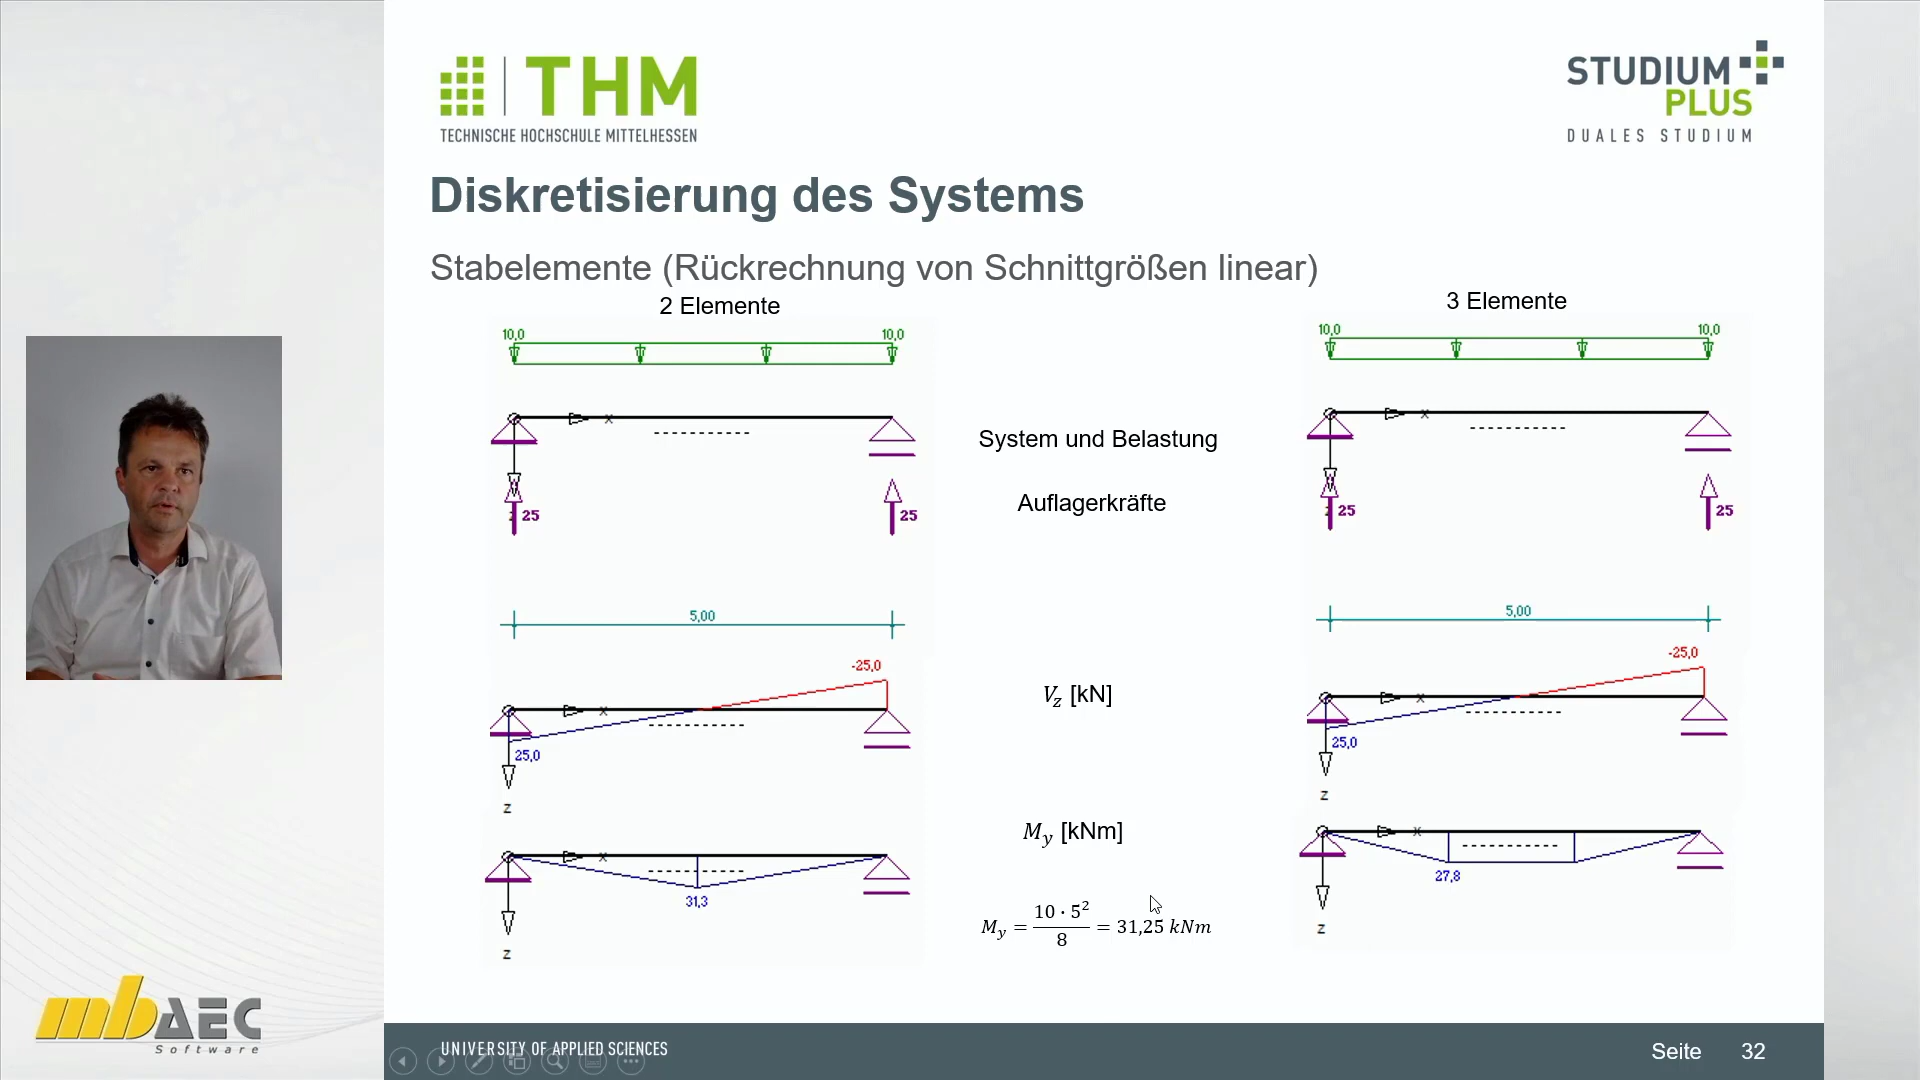 THM
TECHNISCHE HOCHSCHULE MITTELHESSEN
STUDIUM
PLUS
DUALES STUDIUM
Diskretisierung des Systems
Stabelemente (Rückrechnung von Schnittgrößen linear)
2 Elemente
3 Elemente
10,0 10,0
10,0 10,0
x
x
System und Belastung
Auflagerkräfte
25 25
25 25
5,00
5,00
-25,0
-25,0
x
x
V_z [kN]
25,0
25,0
z
z
M_y [kNm]
x
x
31,3
27,8
M_y = 10 · 5² / 8 = 31,25 kNm
z
z
mbAEC
Software
UNIVERSITY OF APPLIED SCIENCES
Seite 32